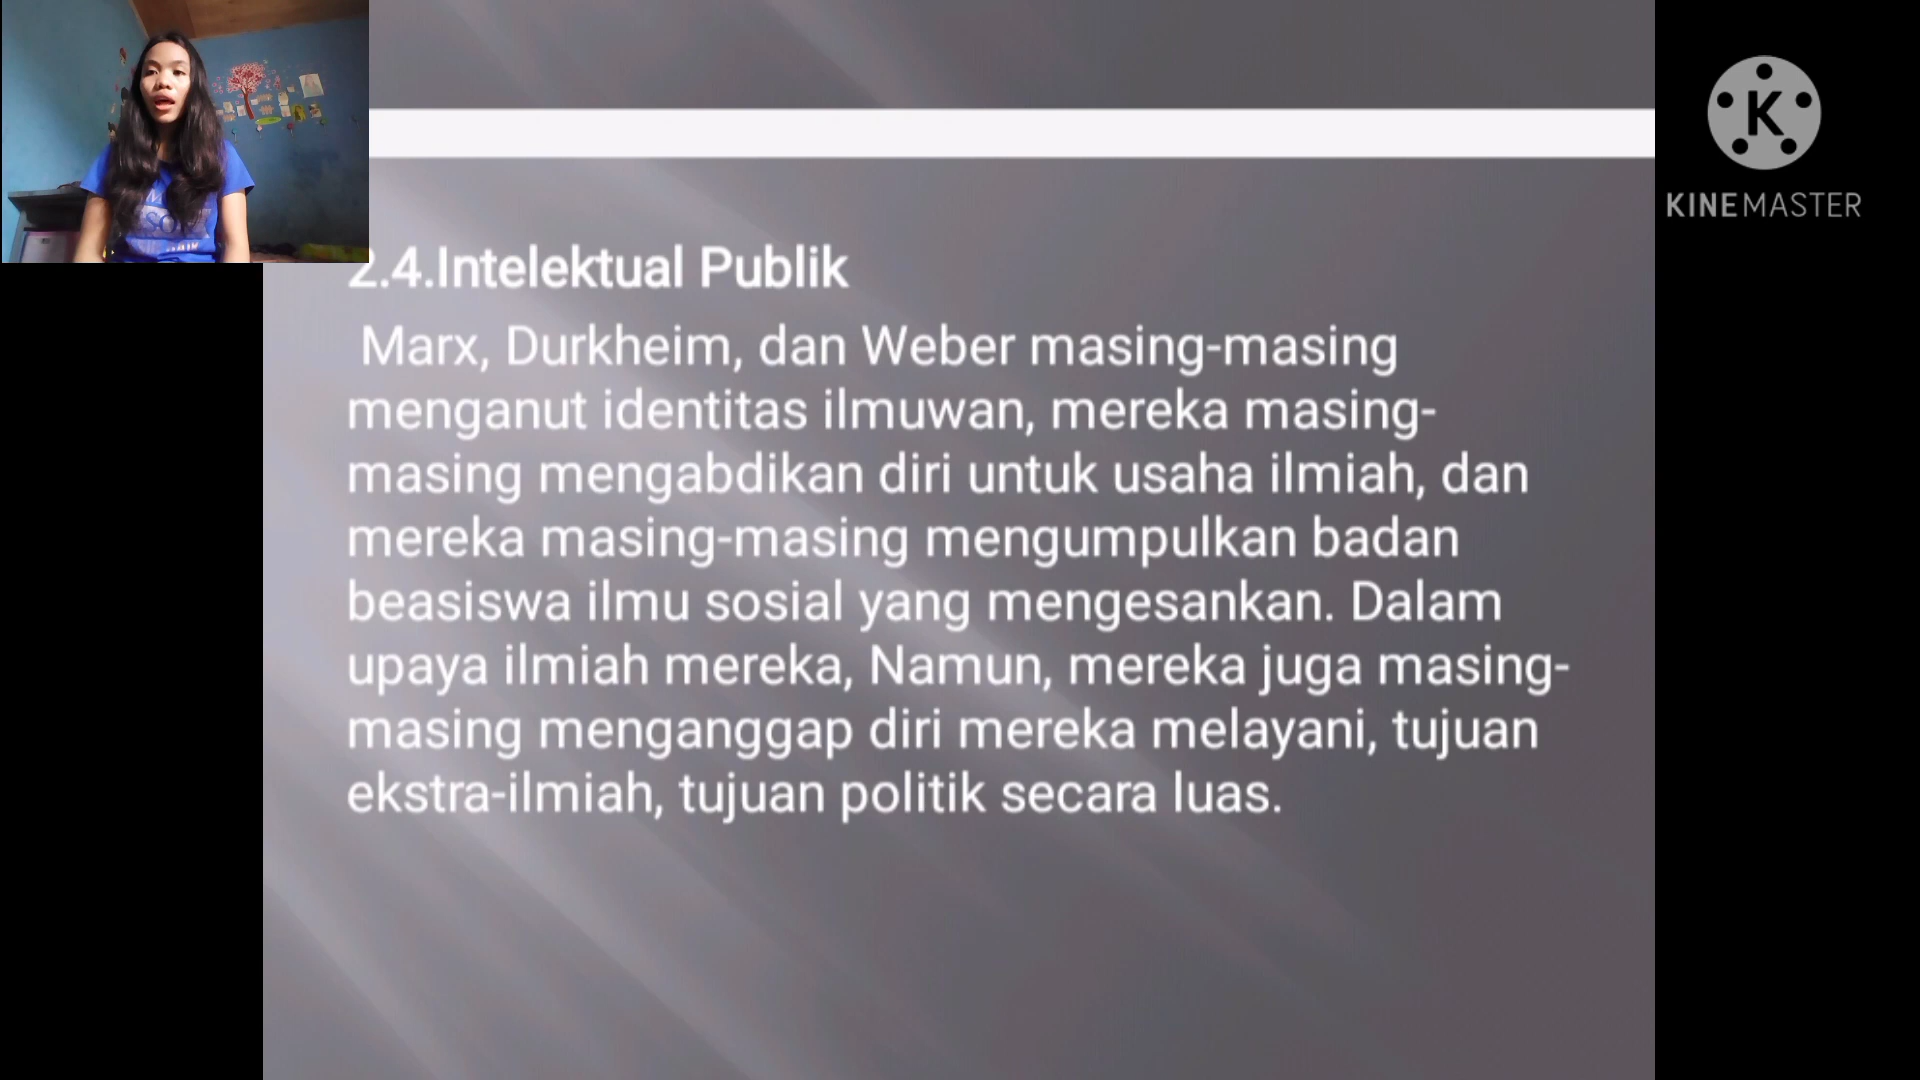 2.4.Intelektual Publik
Marx, Durkheim, dan Weber masing-masing
menganut identitas ilmuwan, mereka masing-
masing mengabdikan diri untuk usaha ilmiah, dan
mereka masing-masing mengumpulkan badan
beasiswa ilmu sosial yang mengesankan. Dalam
upaya ilmiah mereka, Namun, mereka juga masing-
masing menganggap diri mereka melayani, tujuan
ekstra-ilmiah, tujuan politik secara luas.
K
KINEMASTER